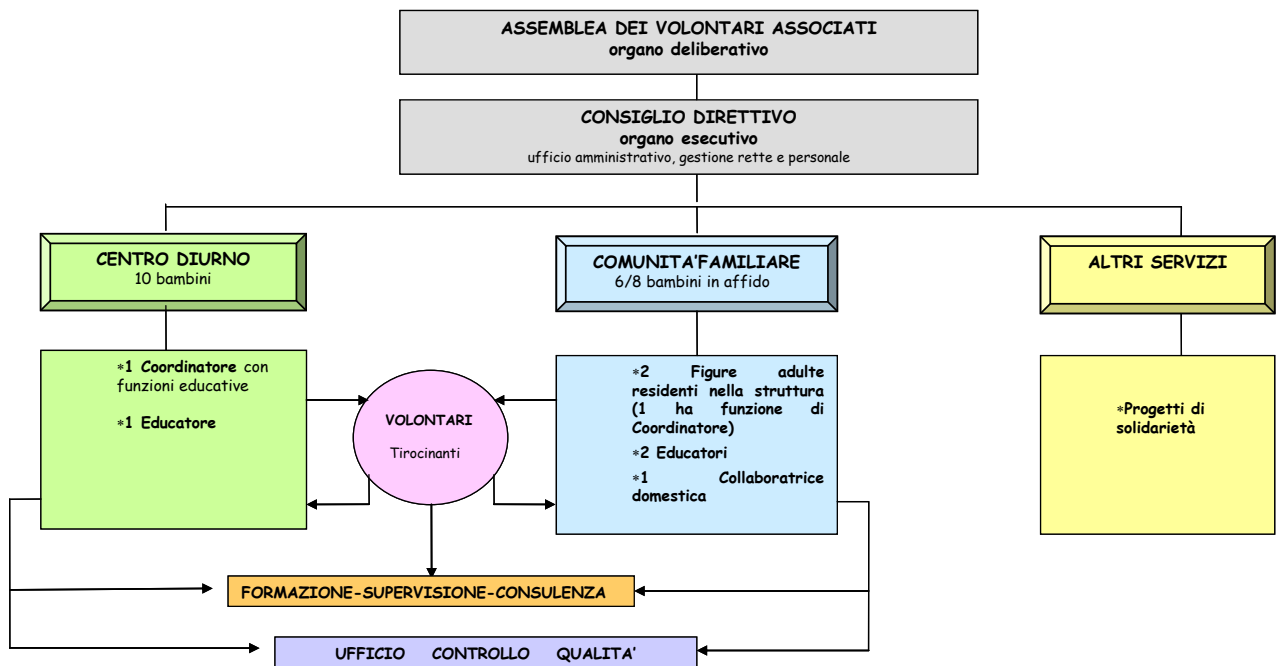 ASSEMBLEA DEI VOLONTARI ASSOCIATI
organo deliberativo
CONSIGLIO DIRETTIVO
organo esecutivo
ufficio amministrativo, gestione rette e personale
CENTRO DIURNO
10 bambini
COMUNITA'FAMILIARE
6/8 bambini in affido
ALTRI SERVIZI
*1 Coordinatore con
funzioni educative
*1 Educatore
VOLONTARI
Tirocinanti
*2 Figure adulte
residenti nella struttura
(1 ha funzione di
Coordinatore)
*2 Educatori
*1 Collaboratrice
domestica
*Progetti di
solidarietà
FORMAZIONE-SUPERVISIONE-CONSULENZA
UFFICIO CONTROLLO QUALITA'